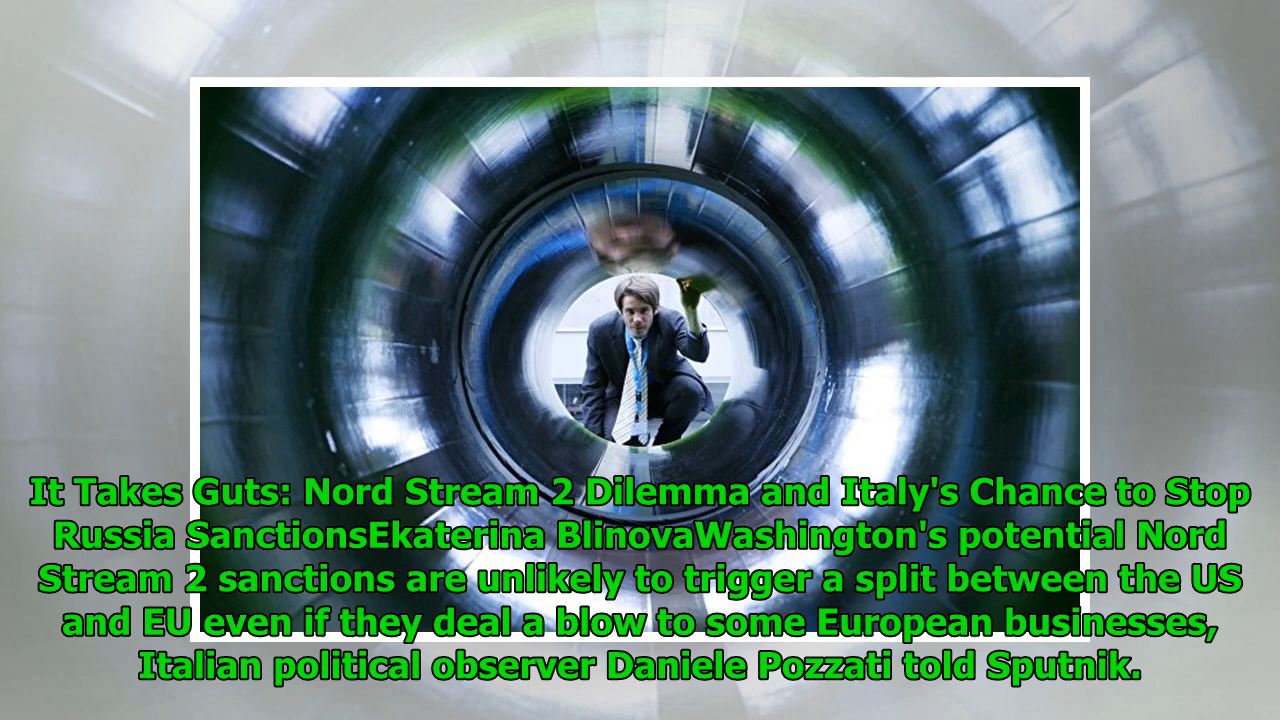 It Takes Guts: Nord Stream 2 Dilemma and Italy's Chance to Stop
Russia SanctionsEkaterina BlinovaWashington's potential Nord
Stream 2 sanctions are unlikely to trigger a split between the US
and EU even if they deal a blow to some European businesses,
Italian political observer Daniele Pozzati told Sputnik.